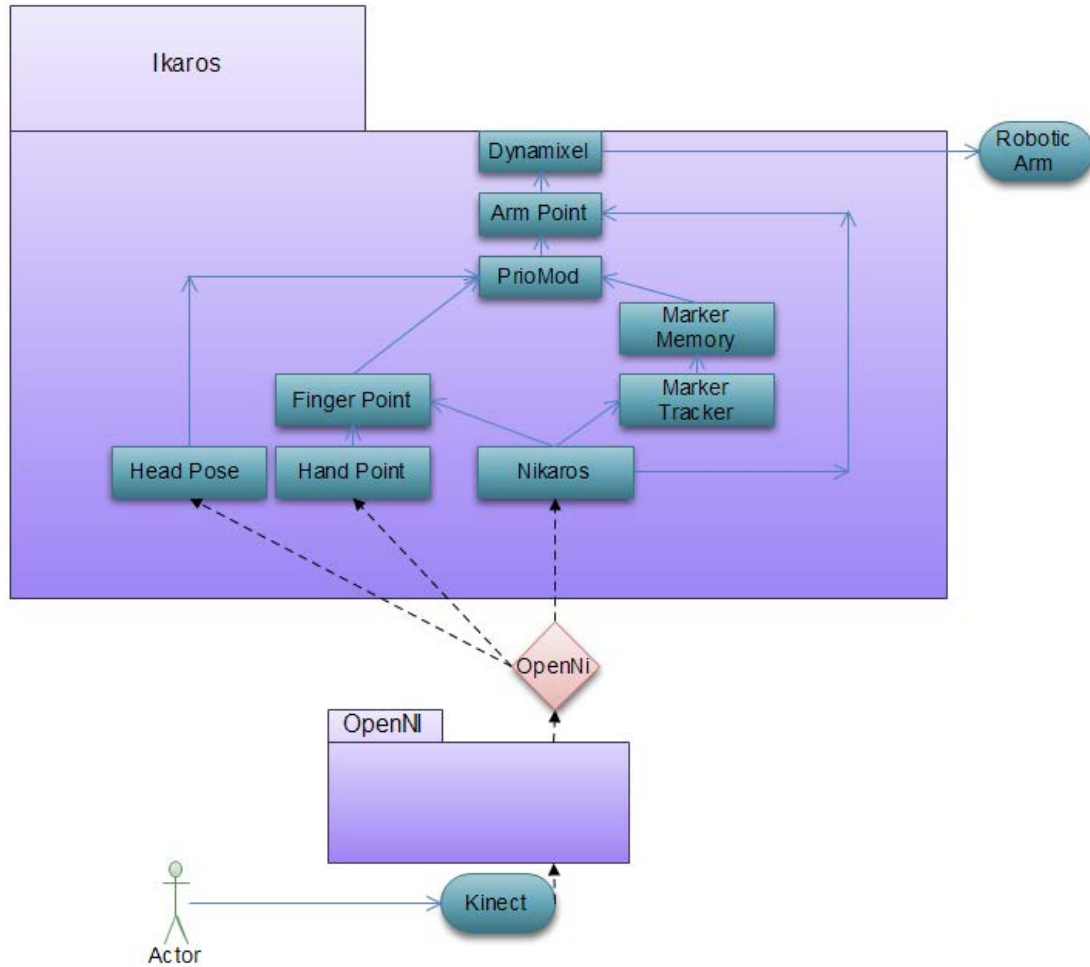 Ikaros
Dynamixel
Robotic
Arm
Arm Point
PrioMod
Marker
Memory
Finger Point
Marker
Tracker
Head Pose
Hand Point
Nikaros
OpenNi
OpenNI
Kinect
Actor